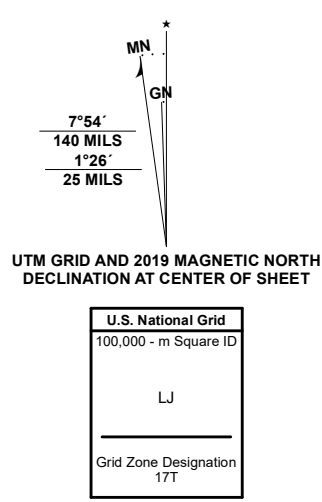 MN
GN
7°54´
140 MILS
1°26´
25 MILS
UTM GRID AND 2019 MAGNETIC NORTH
DECLINATION AT CENTER OF SHEET
U.S. National Grid
100,000 - m Square ID
LJ
Grid Zone Designation
17T